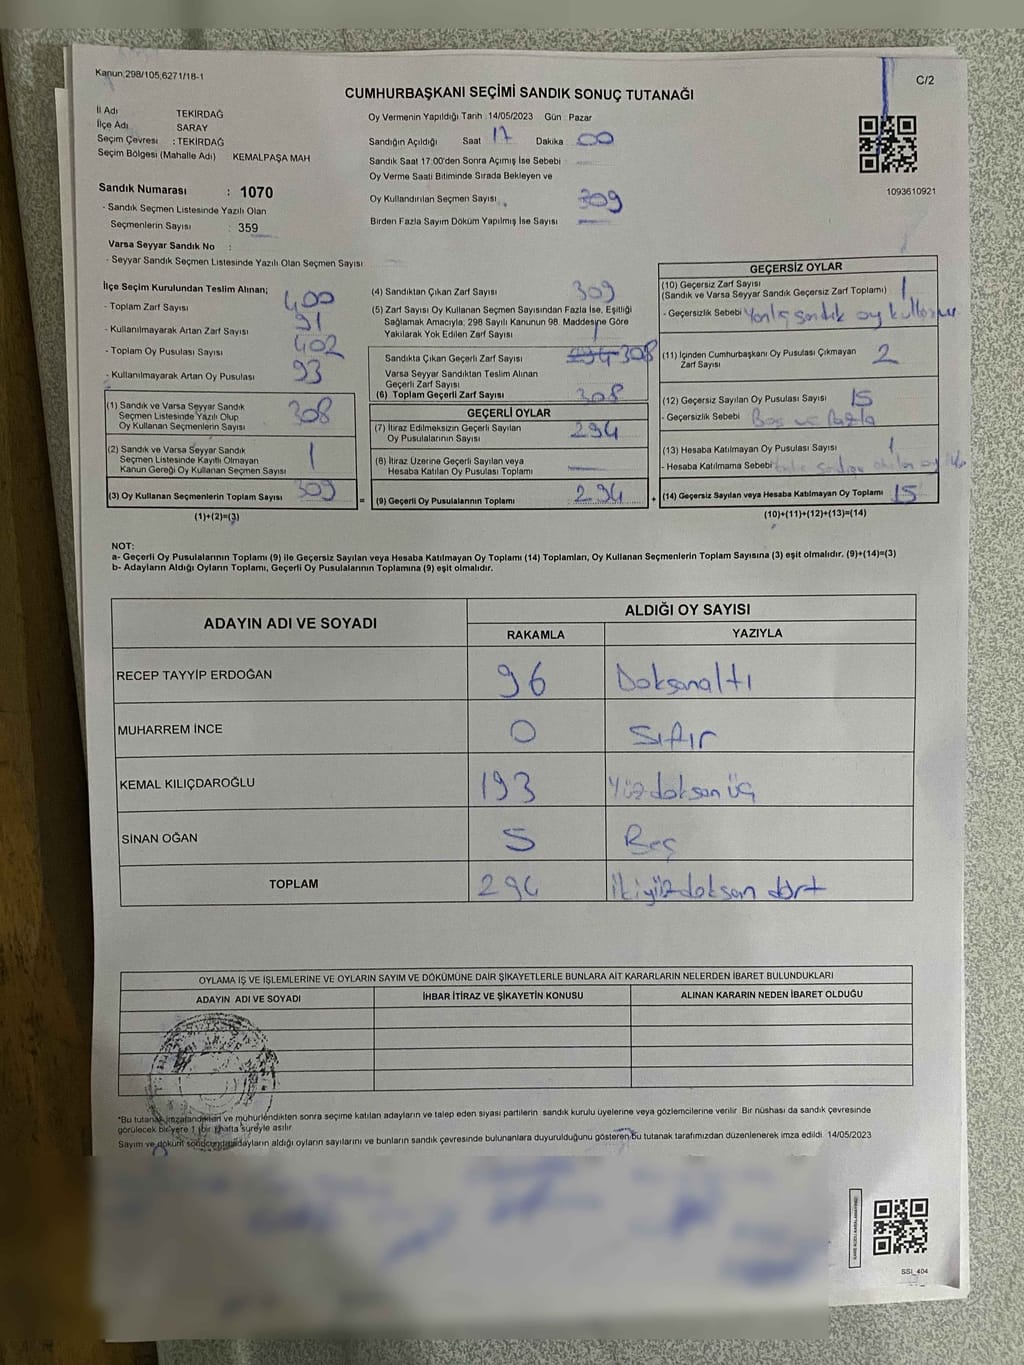 Kanun 298/105,6271/18-1
C/2
CUMHURBAŞKANI SEÇİMİ SANDIK SONUÇ TUTANAĞI
İl Adı TEKİRDAĞ
İlçe Adı SARAY
Seçim Çevresi : TEKİRDAĞ
Seçim Bölgesi (Mahalle Adı) KEMALPAŞA MAH
Sandık Numarası : 1070
- Sandık Seçmen Listesinde Yazılı Olan
Seçmenlerin Sayısı : 359
Varsa Seyyar Sandık No :
- Seyyar Sandık Seçmen Listesinde Yazılı Olan Seçmen Sayısı
Oy Vermenin Yapıldığı Tarih 14/05/2023 Gün Pazar
Sandığın Açıldığı Saat 17 Dakika 00
Sandık Saat 17:00'den Sonra Açımış İse Sebebi
Oy Verme Saati Bitiminde Sırada Bekleyen ve
Oy Kullandırılan Seçmen Sayısı 309
Birden Fazla Sayım Döküm Yapılmış İse Sayısı
1093610921
İlçe Seçim Kurulundan Teslim Alınan;
- Toplam Zarf Sayısı 400
- Kullanılmayarak Artan Zarf Sayısı 91
- Toplam Oy Pusulası Sayısı 402
- Kullanılmayarak Artan Oy Pusulası 93
(1) Sandık ve Varsa Seyyar Sandık
Seçmen Listesinde Yazılı Olup
Oy Kullanan Seçmenlerin Sayısı 308
(2) Sandık ve Varsa Seyyar Sandık
Seçmen Listesinde Kayıtlı Olmayan
Kanun Gereği Oy Kullanan Seçmen Sayısı 1
(3) Oy Kullanan Seçmenlerin Toplam Sayısı 309
(1)+(2)=(3)
=
(4) Sandıktan Çıkan Zarf Sayısı 309
(5) Zarf Sayısı Oy Kullanan Seçmen Sayısından Fazla İse, Eşitliği
Sağlamak Amacıyla; 298 Sayılı Kanunun 98. Maddesine Göre
Yakılarak Yok Edilen Zarf Sayısı 1
Sandıkta Çıkan Geçerli Zarf Sayısı 294 308
Varsa Seyyar Sandıktan Teslim Alınan
Geçerli Zarf Sayısı
(6) Toplam Geçerli Zarf Sayısı 308
GEÇERLİ OYLAR
(7) İtiraz Edilmeksizin Geçerli Sayılan
Oy Pusulalarının Sayısı 294
(8) İtiraz Üzerine Geçerli Sayılan veya
Hesaba Katılan Oy Pusulası Toplamı
(9) Geçerli Oy Pusulalarının Toplamı 294
+
GEÇERSİZ OYLAR
(10) Geçersiz Zarf Sayısı
(Sandık ve Varsa Seyyar Sandık Geçersiz Zarf Toplamı) 1
- Geçersizlik Sebebi Yanlış sandık oy
(11) İçinden Cumhurbaşkanı Oy Pusulası Çıkmayan
Zarf Sayısı 2
(12) Geçersiz Sayılan Oy Pusulası Sayısı 15
- Geçersizlik Sebebi Boş ve fazla
(13) Hesaba Katılmayan Oy Pusulası Sayısı 1
- Hesaba Katılmama Sebebi
(14) Geçersiz Sayılan veya Hesaba Katılmayan Oy Toplamı 15
(10)+(11)+(12)+(13)=(14)
NOT:
a- Geçerli Oy Pusulalarının Toplamı (9) ile Geçersiz Sayılan veya Hesaba Katılmayan Oy Toplamı (14) Toplamları, Oy Kullanan Seçmenlerin Toplam Sayısına (3) eşit olmalıdır. (9)+(14)=(3)
b- Adayların Aldığı Oyların Toplamı, Geçerli Oy Pusulalarının Toplamına (9) eşit olmalıdır.
ADAYIN ADI VE SOYADI
ALDIĞI OY SAYISI
RAKAMLA YAZIYLA
RECEP TAYYİP ERDOĞAN 96 Doksanaltı
MUHARREM İNCE 0 Sıfır
KEMAL KILIÇDAROĞLU 193 Yüzdoksanüç
SİNAN OĞAN 5 Beş
TOPLAM 294 İkiyüzdoksan dört
OYLAMA İŞ VE İŞLEMLERİNE VE OYLARIN SAYIM VE DÖKÜMÜNE DAİR ŞİKAYETLERLE BUNLARA AİT KARARLARIN NELERDEN İBARET BULUNDUKLARI
ADAYIN ADI VE SOYADI İHBAR İTİRAZ VE ŞİKAYETİN KONUSU ALINAN KARARIN NEDEN İBARET OLDUĞU
*Bu tutanak imzalandıktan ve mühürlendikten sonra seçime katılan adayların ve talep eden siyasi partilerin sandık kurulu üyelerine veya gözlemcilerine verilir. Bir nüshası da sandık çevresinde
görülecek bir yere 1 (bir) hafta süreyle asılır.
Sayım ve döküm sonucunda adayların aldığı oyların sayılarını ve bunların sandık çevresinde bulunanlara duyurulduğunu gösteren bu tutanak tarafımızdan düzenlenerek imza edildi. 14/05/2023
SSI_404